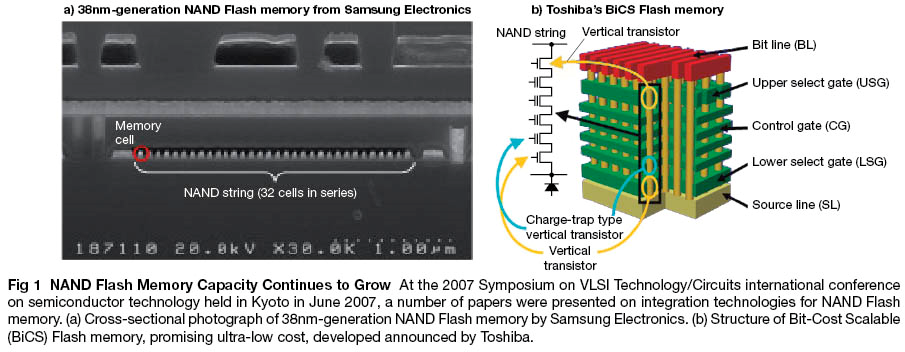 a) 38nm-generation NAND Flash memory from Samsung Electronics
Memory
cell
NAND string (32 cells in series)
187110 20.0kV X30.0K 1.00µm
b) Toshiba's BiCS Flash memory
NAND string
Vertical transistor
Bit line (BL)
Upper select gate (USG)
Control gate (CG)
Lower select gate (LSG)
Source line (SL)
Charge-trap type
vertical transistor
Vertical
transistor
Fig 1 NAND Flash Memory Capacity Continues to Grow At the 2007 Symposium on VLSI Technology/Circuits international conference
on semiconductor technology held in Kyoto in June 2007, a number of papers were presented on integration technologies for NAND Flash
memory. (a) Cross-sectional photograph of 38nm-generation NAND Flash memory by Samsung Electronics. (b) Structure of Bit-Cost Scalable
(BiCS) Flash memory, promising ultra-low cost, developed announced by Toshiba.